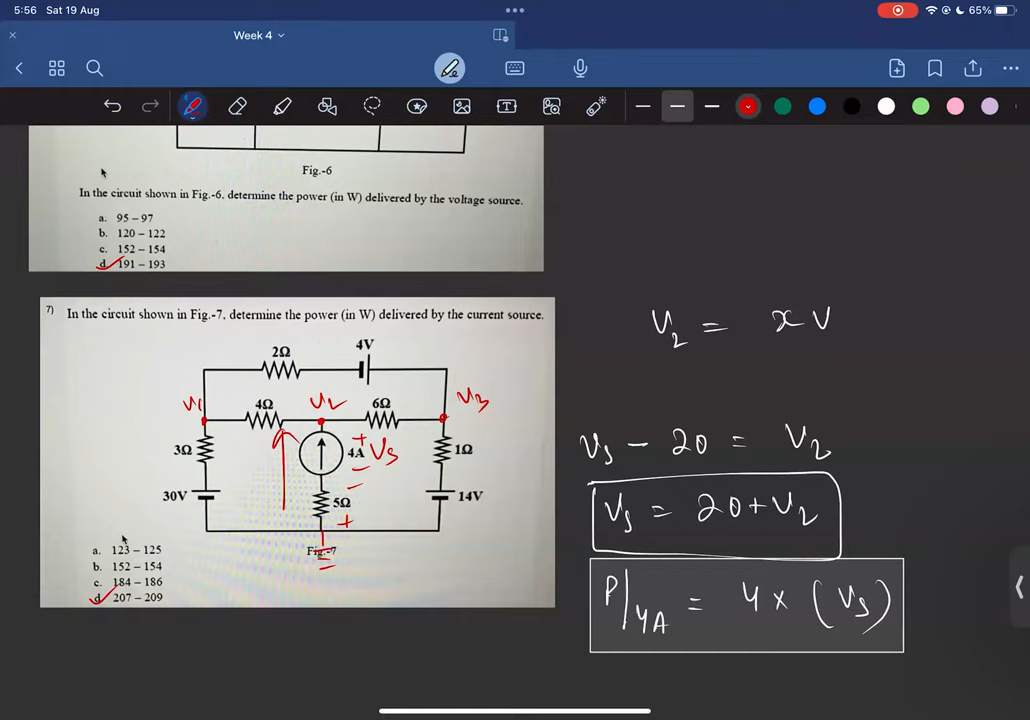 5:56 Sat 19 Aug
65%
Week 4
Fig.-6
In the circuit shown in Fig.-6, determine the power (in W) delivered by the voltage source.
a. 95 – 97
b. 120 – 122
c. 152 – 154
d. 191 – 193
7) In the circuit shown in Fig.-7, determine the power (in W) delivered by the current source.
2Ω
4V
V1
4Ω
V2
6Ω
V3
3Ω
4A
+
Vs
–
1Ω
30V
–
5Ω
+
14V
Fig.-7
a. 123 – 125
b. 152 – 154
c. 184 – 186
d. 207 – 209
V2 = x V
Vs – 20 = V2
Vs = 20 + V2
P|4A = 4 × (Vs)